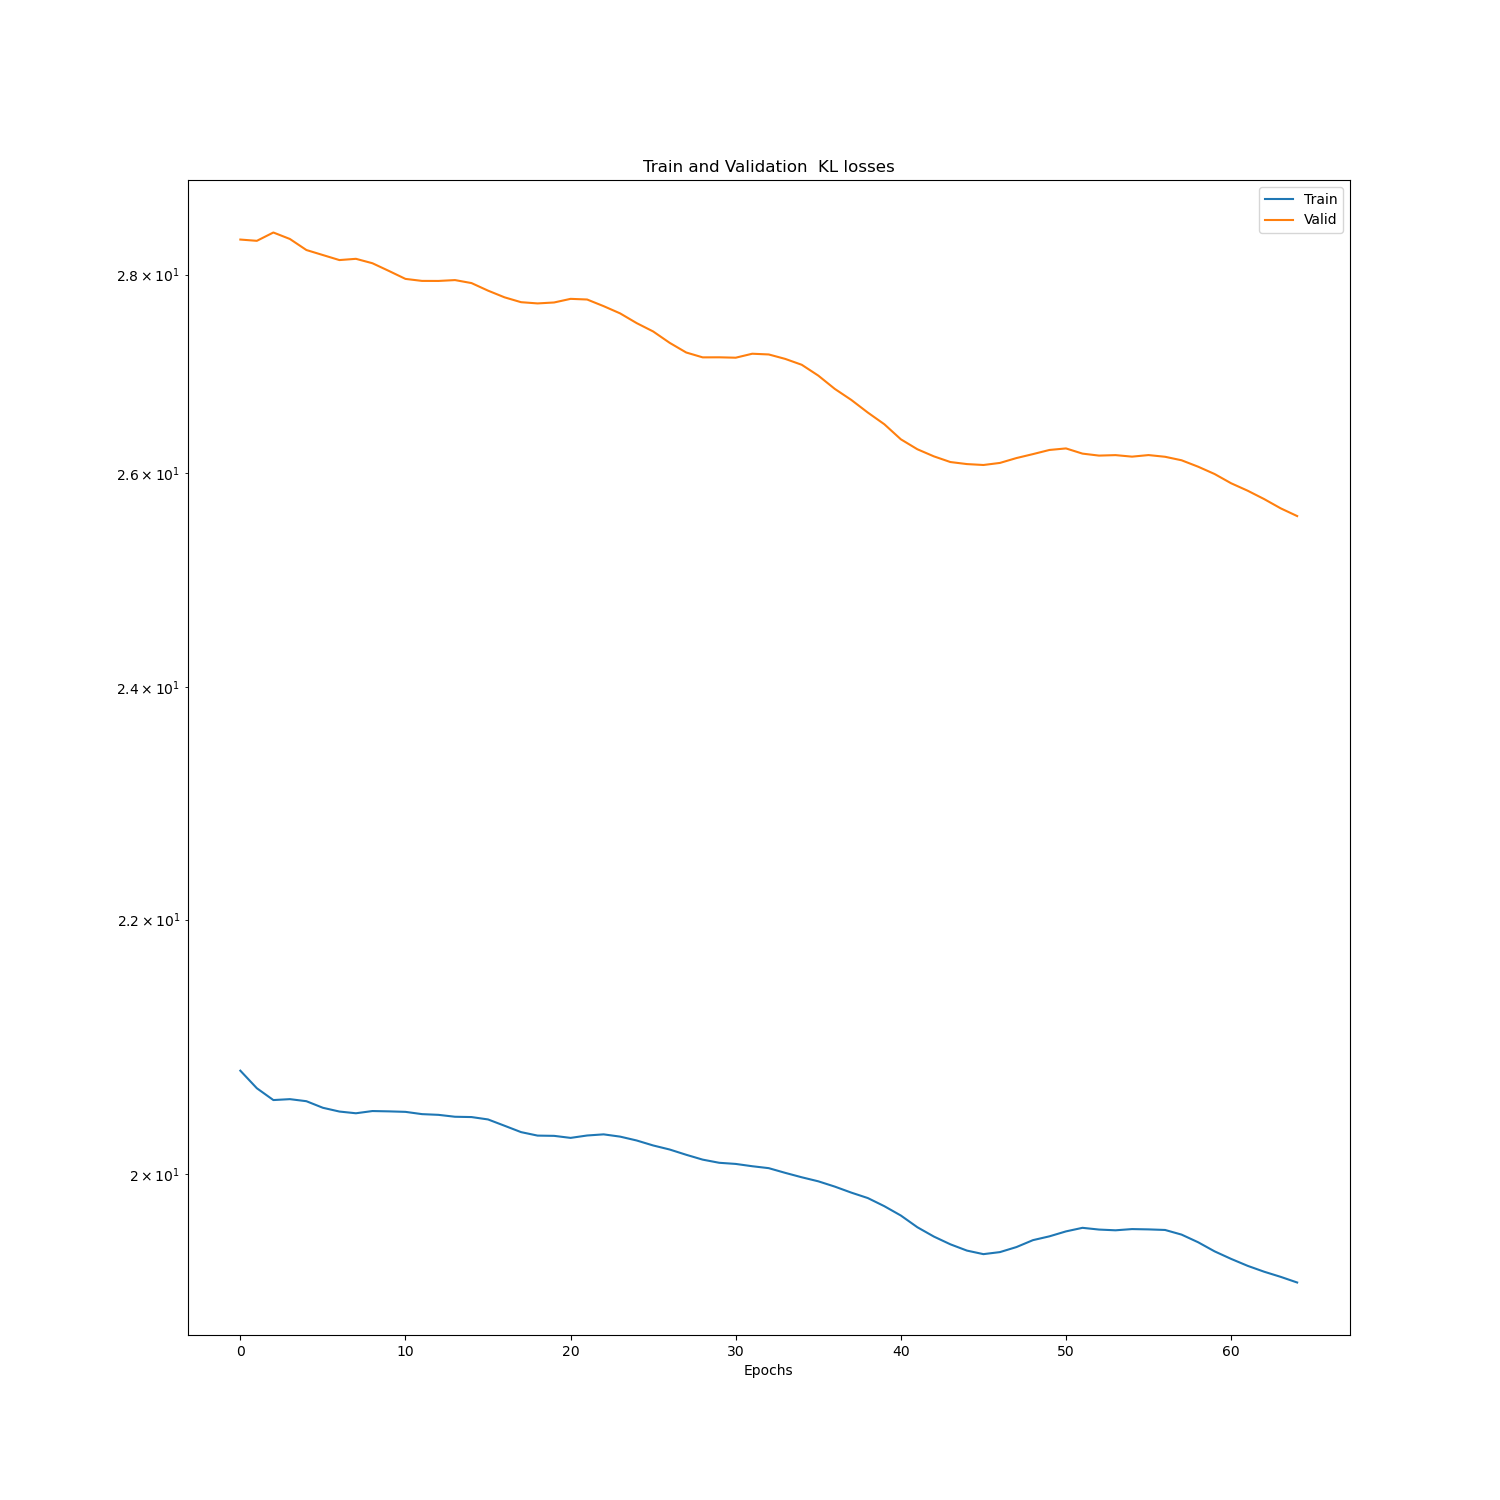 Train and Validation  KL losses
Train
Valid
2.8 × 10¹
2.6 × 10¹
2.4 × 10¹
2.2 × 10¹
2 × 10¹
0 10 20 30 40 50 60
Epochs